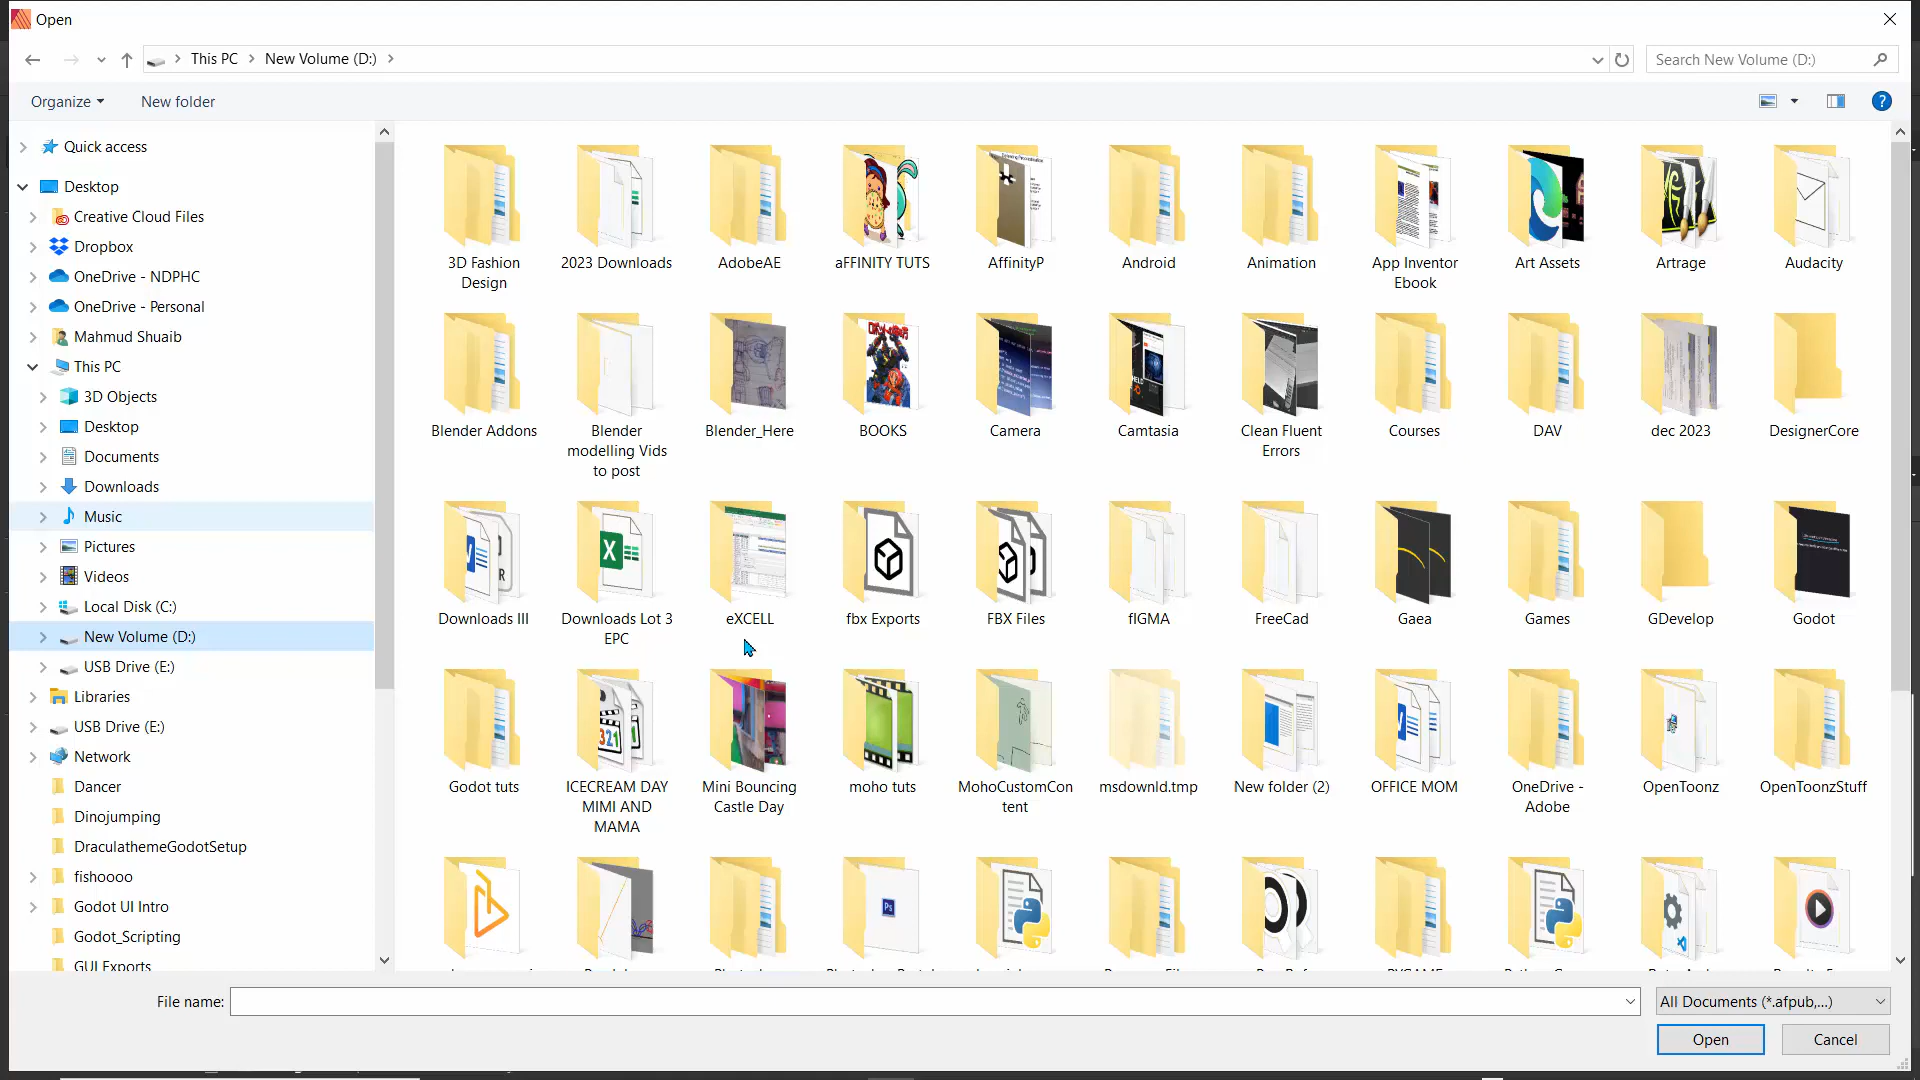 Open
This PC
New Volume (D:)
Search New Volume (D:)
Organize
New folder
Quick access
Desktop
Creative Cloud Files
Dropbox
OneDrive - NDPHC
OneDrive - Personal
Mahmud Shuaib
This PC
3D Objects
Desktop
Documents
Downloads
Music
Pictures
Videos
Local Disk (C:)
New Volume (D:)
USB Drive (E:)
Libraries
USB Drive (E:)
Network
Dancer
Dinojumping
DraculathemeGodotSetup
fishoooo
Godot UI Intro
Godot_Scripting
GUI Exports
3D Fashion
Design
2023 Downloads
AdobeAE
aFFINITY TUTS
AffinityP
Android
Animation
App Inventor
Ebook
Art Assets
Artrage
Audacity
Blender Addons
Blender
modelling Vids
to post
Blender_Here
BOOKS
Camera
Camtasia
Clean Fluent
Errors
Courses
DAV
dec 2023
DesignerCore
Downloads III
Downloads Lot 3
EPC
eXCELL
fbx Exports
FBX Files
fIGMA
FreeCad
Gaea
Games
GDevelop
Godot
Godot tuts
ICECREAM DAY
MIMI AND
MAMA
Mini Bouncing
Castle Day
moho tuts
MohoCustomCon
tent
msdownld.tmp
New folder (2)
OFFICE MOM
OneDrive -
Adobe
OpenToonz
OpenToonzStuff
File name:
All Documents (*.afpub,...)
Open
Cancel